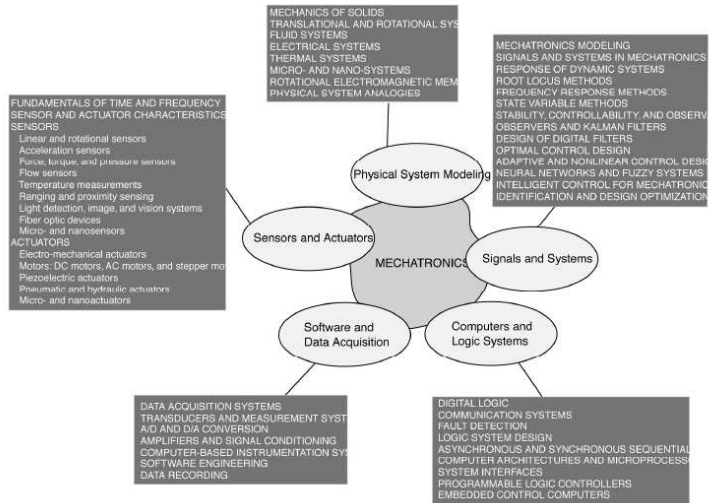 MECHANICS OF SOLIDS
TRANSLATIONAL AND ROTATIONAL SYS
FLUID SYSTEMS
ELECTRICAL SYSTEMS
THERMAL SYSTEMS
MICRO- AND NANO-SYSTEMS
ROTATIONAL ELECTROMAGNETIC MEM
PHYSICAL SYSTEM ANALOGIES
MECHATRONICS MODELING
SIGNALS AND SYSTEMS IN MECHATRONICS
RESPONSE OF DYNAMIC SYSTEMS
ROOT LOCUS METHODS
FREQUENCY RESPONSE METHODS
STATE VARIABLE METHODS
STABILITY, CONTROLLABILITY, AND OBSERVA
OBSERVERS AND KALMAN FILTERS
DESIGN OF DIGITAL FILTERS
OPTIMAL CONTROL DESIGN
ADAPTIVE AND NONLINEAR CONTROL DESIG
NEURAL NETWORKS AND FUZZY SYSTEMS
INTELLIGENT CONTROL FOR MECHATRONIC
IDENTIFICATION AND DESIGN OPTIMIZATION
FUNDAMENTALS OF TIME AND FREQUENCY
SENSOR AND ACTUATOR CHARACTERISTICS
SENSORS
Linear and rotational sensors
Acceleration sensors
Force, torque, and pressure sensors
Flow sensors
Temperature measurements
Ranging and proximity sensing
Light detection, image, and vision systems
Fiber optic devices
Micro- and nanosensors
ACTUATORS
Electro-mechanical actuators
Motors: DC motors, AC motors, and stepper mo
Piezoelectric actuators
Pneumatic and hydraulic actuators
Micro- and nanoactuators
Physical System Modeling
Sensors and Actuators
MECHATRONICS
Signals and Systems
Software and
Data Acquisition
Computers and
Logic Systems
DATA ACQUISITION SYSTEMS
TRANSDUCERS AND MEASUREMENT SYST
A/D AND D/A CONVERSION
AMPLIFIERS AND SIGNAL CONDITIONING
COMPUTER-BASED INSTRUMENTATION SYS
SOFTWARE ENGINEERING
DATA RECORDING
DIGITAL LOGIC
COMMUNICATION SYSTEMS
FAULT DETECTION
LOGIC SYSTEM DESIGN
ASYNCHRONOUS AND SYNCHRONOUS SEQUENTIAL
COMPUTER ARCHITECTURES AND MICROPROCESS
SYSTEM INTERFACES
PROGRAMMABLE LOGIC CONTROLLERS
EMBEDDED CONTROL COMPUTERS